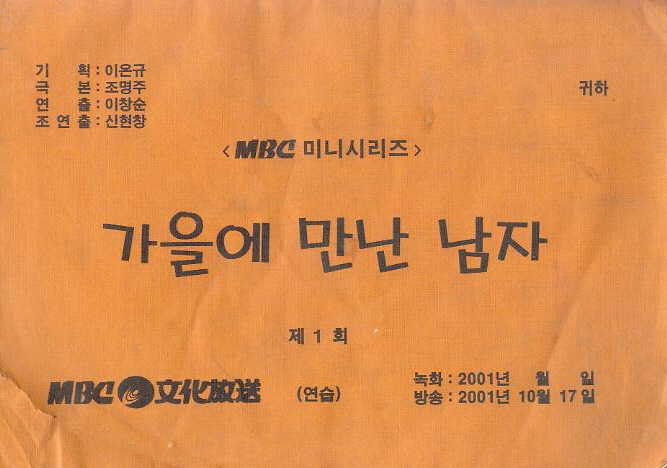 기 획 : 이은규
극 본 : 조명주
연 출 : 이창순
조 연 출 : 신현창
귀하
< MBC 미니시리즈 >
가을에 만난 남자
제 1 회
MBC 文化放送
(연습)
녹화 : 2001년 월 일
방송 : 2001년 10월 17일